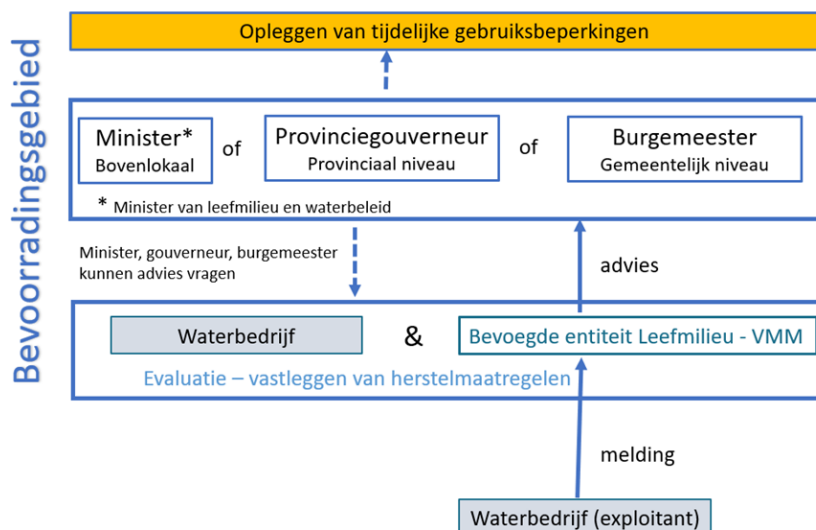 Opleggen van tijdelijke gebruiksbeperkingen
Bevoorradingsgebied
Minister*
Bovenlokaal
of
Provinciegouverneur
Provinciaal niveau
of
Burgemeester
Gemeentelijk niveau
* Minister van leefmilieu en waterbeleid
Minister, gouverneur, burgemeester
kunnen advies vragen
advies
Waterbedrijf
&
Bevoegde entiteit Leefmilieu - VMM
Evaluatie – vastleggen van herstelmaatregelen
melding
Waterbedrijf (exploitant)